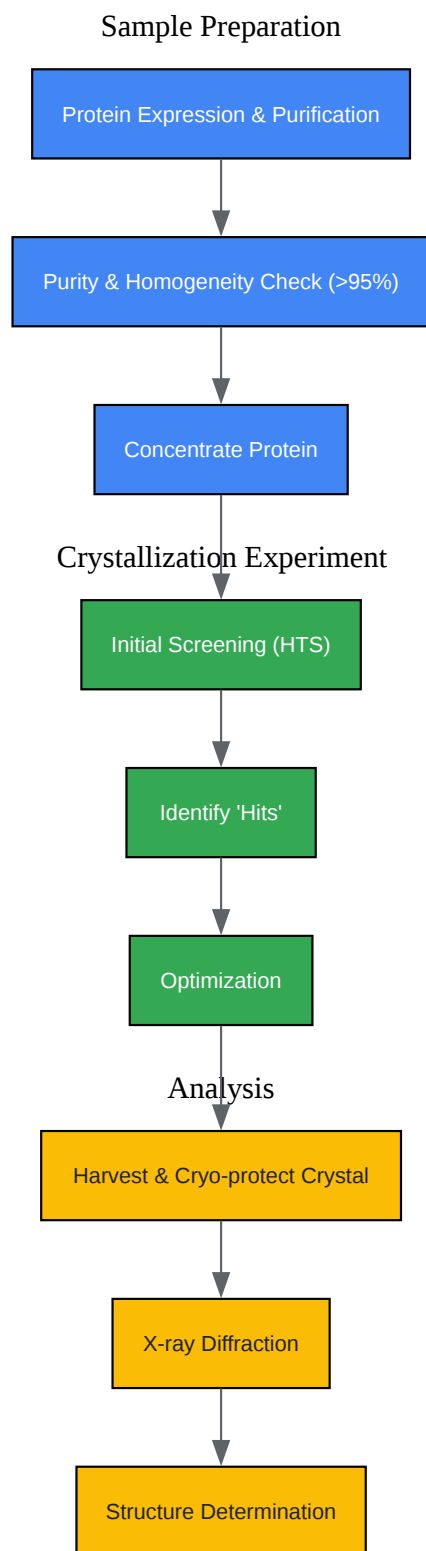 Sample Preparation
Protein Expression & Purification
Purity & Homogeneity Check (>95%)
Concentrate Protein
Crystallization Experiment
Initial Screening (HTS)
Identify 'Hits'
Optimization
Analysis
Harvest & Cryo-protect Crystal
X-ray Diffraction
Structure Determination